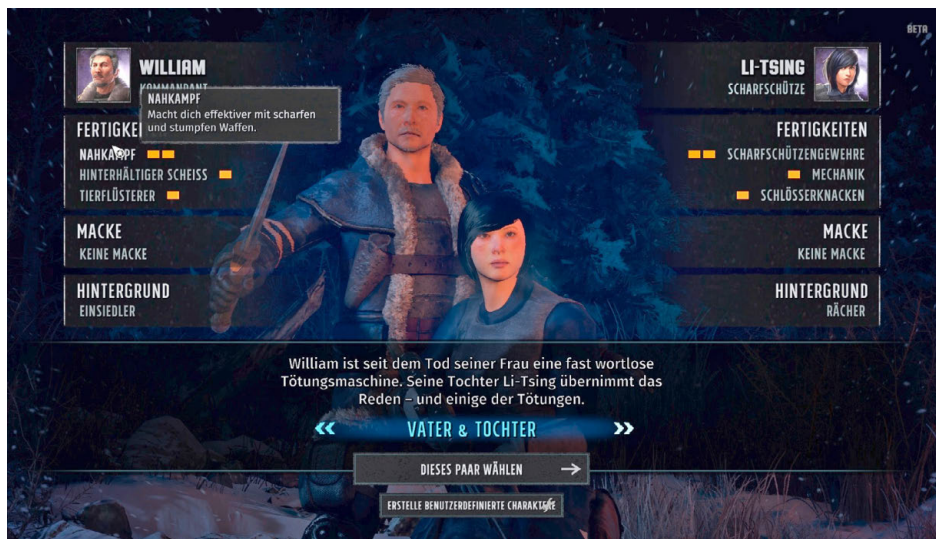 BETA
WILLIAM
KOMMANDANT
NAHKAMPF
Macht dich effektiver mit scharfen
und stumpfen Waffen.
NAHKAMPF
HINTERHÄLTIGER SCHEISS
TIERFLÜSTERER
MACKE
KEINE MACKE
HINTERGRUND
EINSIEDLER
LI-TSING
SCHARFSCHÜTZE
FERTIGKEITEN
SCHARFSCHÜTZENGEWEHRE
MECHANIK
SCHLÖSSERKNACKEN
MACKE
KEINE MACKE
HINTERGRUND
RÄCHER
William ist seit dem Tod seiner Frau eine fast wortlose
Tötungsmaschine. Seine Tochter Li-Tsing übernimmt das
Reden – und einige der Tötungen.
VATER & TOCHTER
DIESES PAAR WÄHLEN
ERSTELLE BENUTZERDEFINIERTE CHARAKTERE